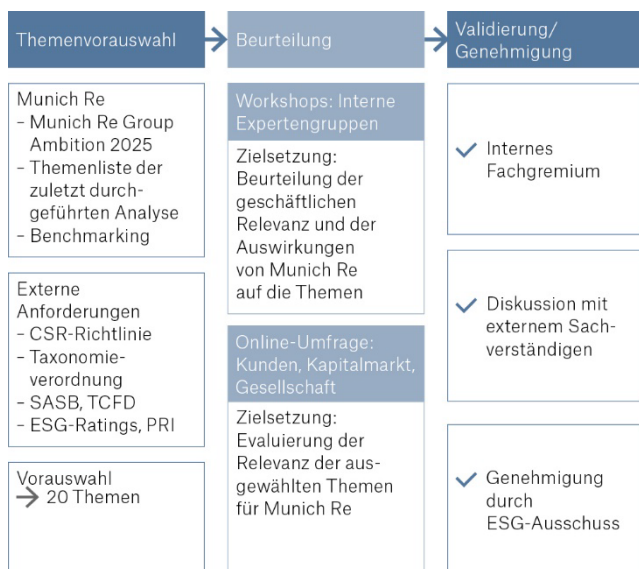 Themenvorauswahl
Munich Re
– Munich Re Group
Ambition 2025
– Themenliste der
zuletzt durch-
geführten Analyse
– Benchmarking
Externe
Anforderungen
– CSR-Richtlinie
– Taxonomie-
verordnung
– SASB, TCFD
– ESG-Ratings, PRI
Vorauswahl
→ 20 Themen
Beurteilung
Workshops: Interne
Expertengruppen
Zielsetzung:
Beurteilung der
geschäftlichen
Relevanz und der
Auswirkungen
von Munich Re
auf die Themen
Online-Umfrage:
Kunden, Kapitalmarkt,
Gesellschaft
Zielsetzung:
Evaluierung der
Relevanz der aus-
gewählten Themen
für Munich Re
Validierung/
Genehmigung
Internes
Fachgremium
Diskussion mit
externem Sach-
verständigen
Genehmigung
durch
ESG-Ausschuss